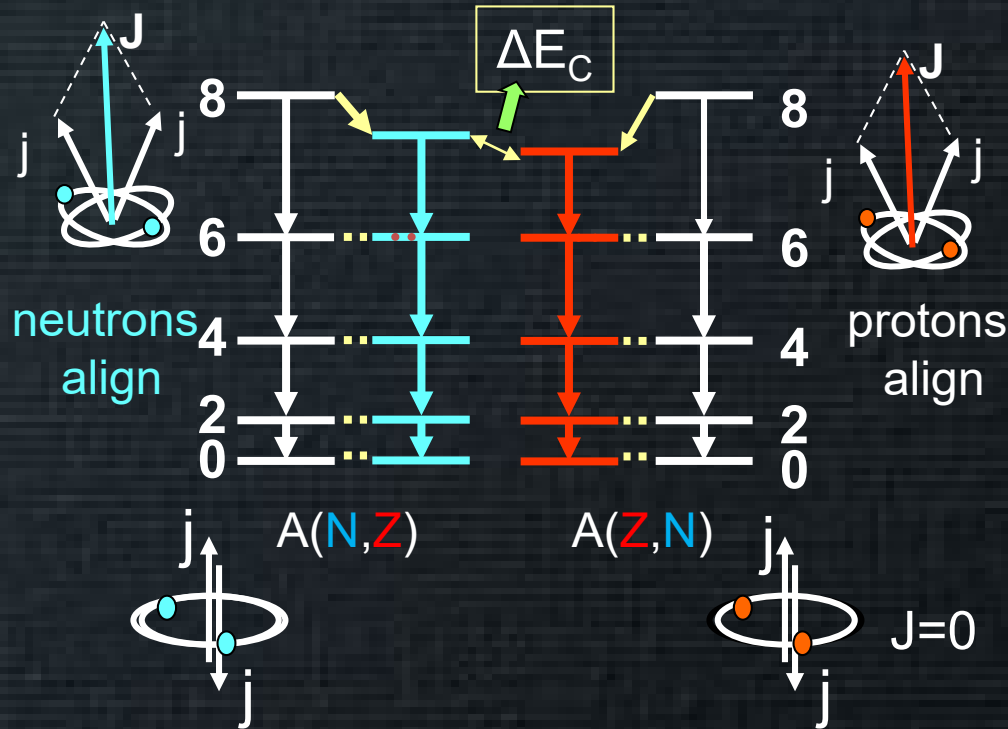 ΔE_C
J
J
8
8
j
j
j
j
6
6
neutrons
align
protons
align
4
4
2
2
0
0
A(N,Z)
A(Z,N)
j
j
J=0
j
j